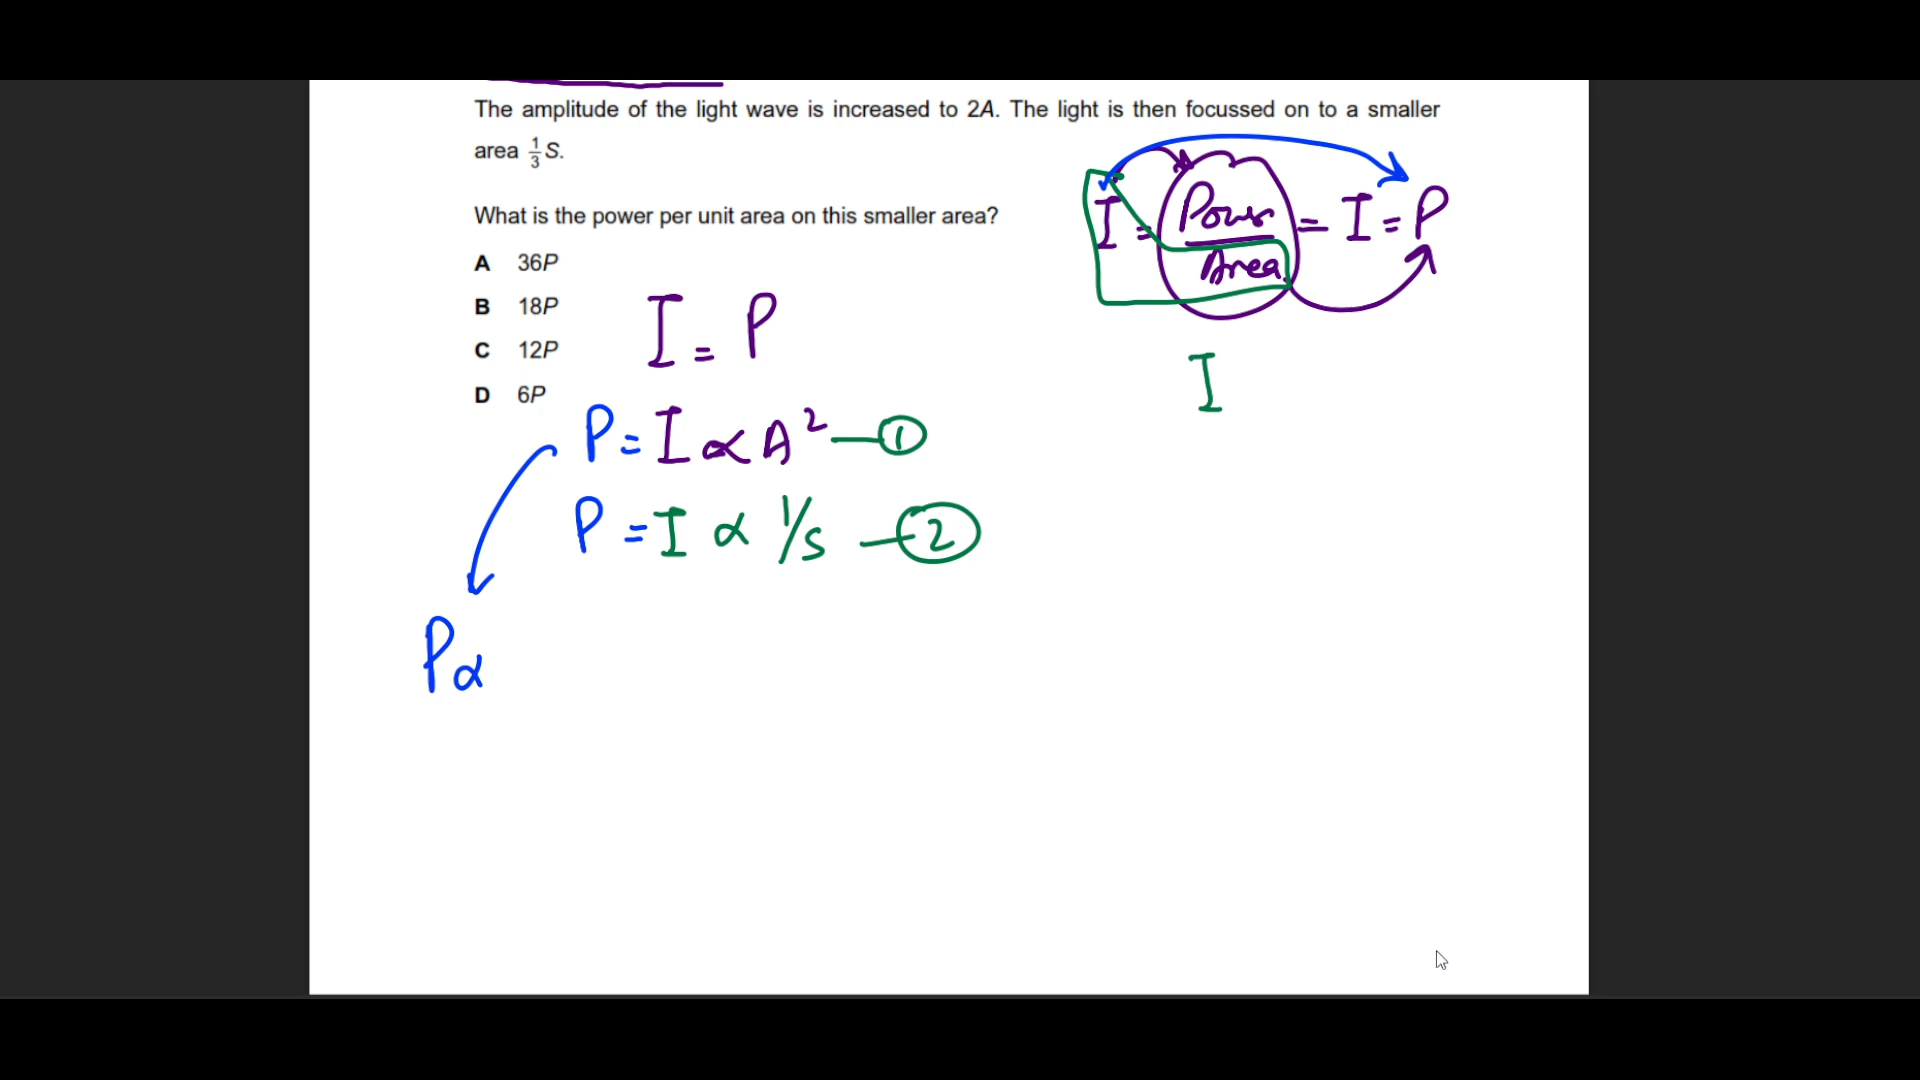 The amplitude of the light wave is increased to 2A. The light is then focussed on to a smaller
area 1/3 S.
What is the power per unit area on this smaller area?
A 36P
B 18P
C 12P
D 6P
I = Power/Area = I = P
I = P
I
P = I ∝ A² — ①
P = I ∝ 1/s — ②
P∝